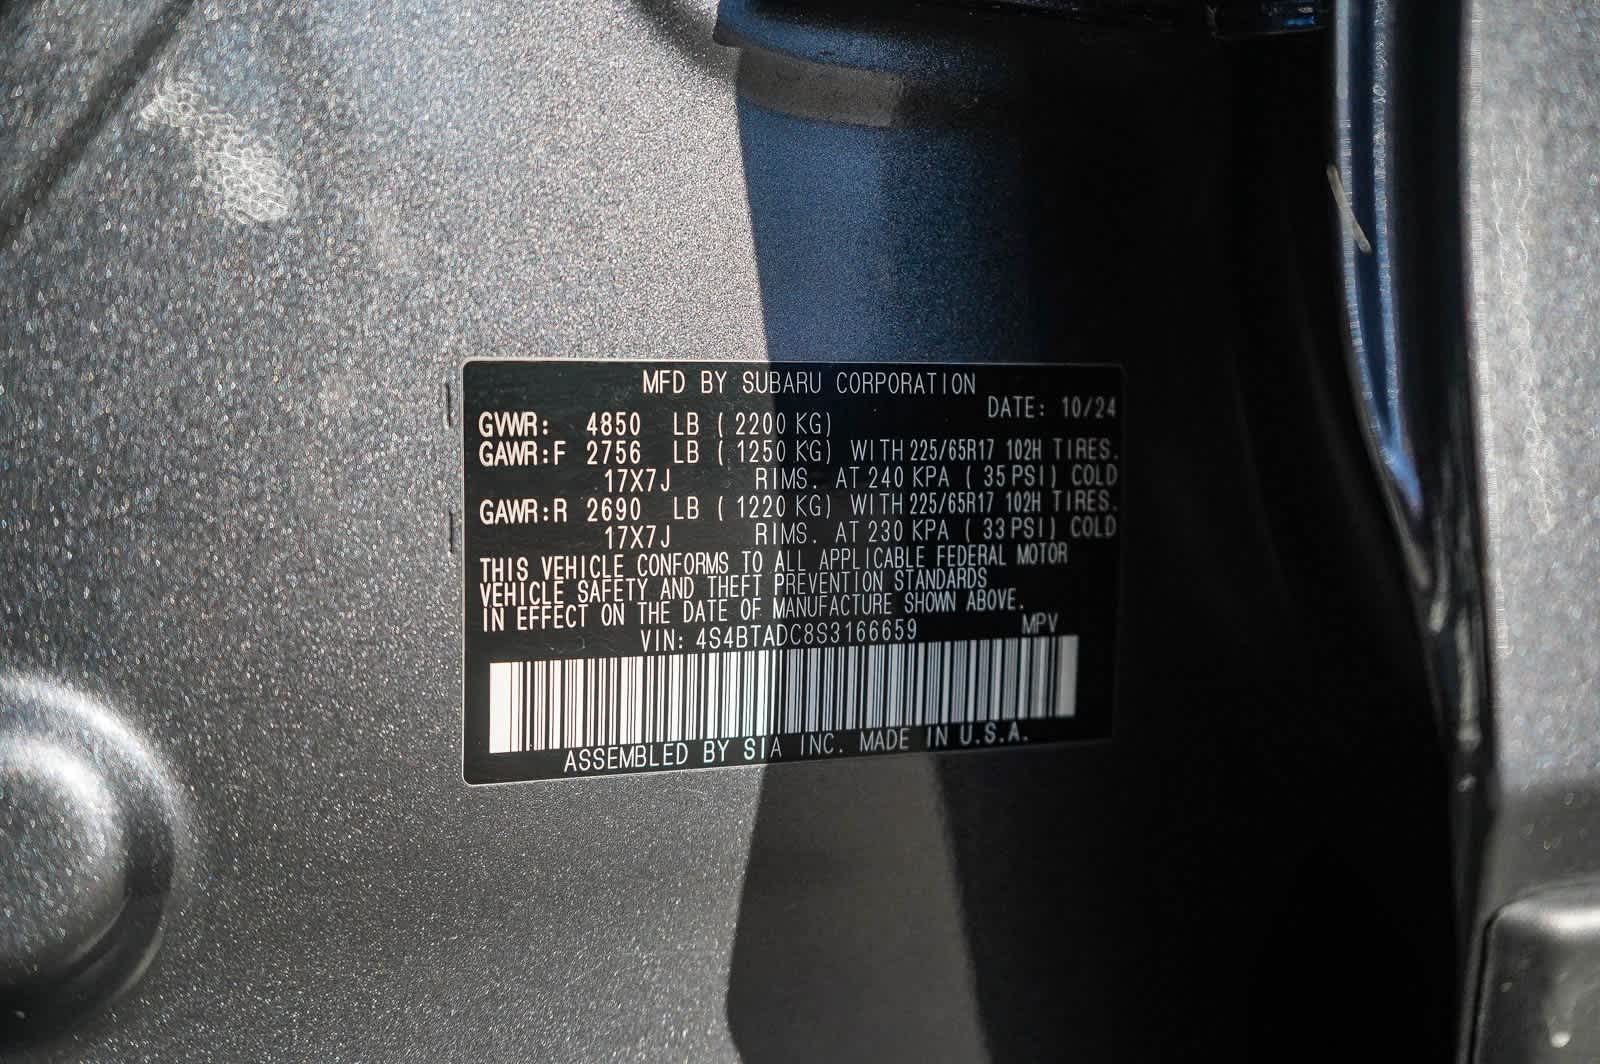 MFD BY SUBARU CORPORATION
DATE: 10/24
GVWR: 4850 LB (2200 KG)
GAWR:F 2756 LB (1250 KG) WITH 225/65R17 102H TIRES.
17X7J RIMS. AT 240 KPA (35 PSI) COLD
GAWR:R 2690 LB (1220 KG) WITH 225/65R17 102H TIRES.
17X7J RIMS. AT 230 KPA (33 PSI) COLD
THIS VEHICLE CONFORMS TO ALL APPLICABLE FEDERAL MOTOR
VEHICLE SAFETY AND THEFT PREVENTION STANDARDS
IN EFFECT ON THE DATE OF MANUFACTURE SHOWN ABOVE.
VIN: 4S4BTADC8S3166659 MPV
ASSEMBLED BY SIA INC. MADE IN U.S.A.